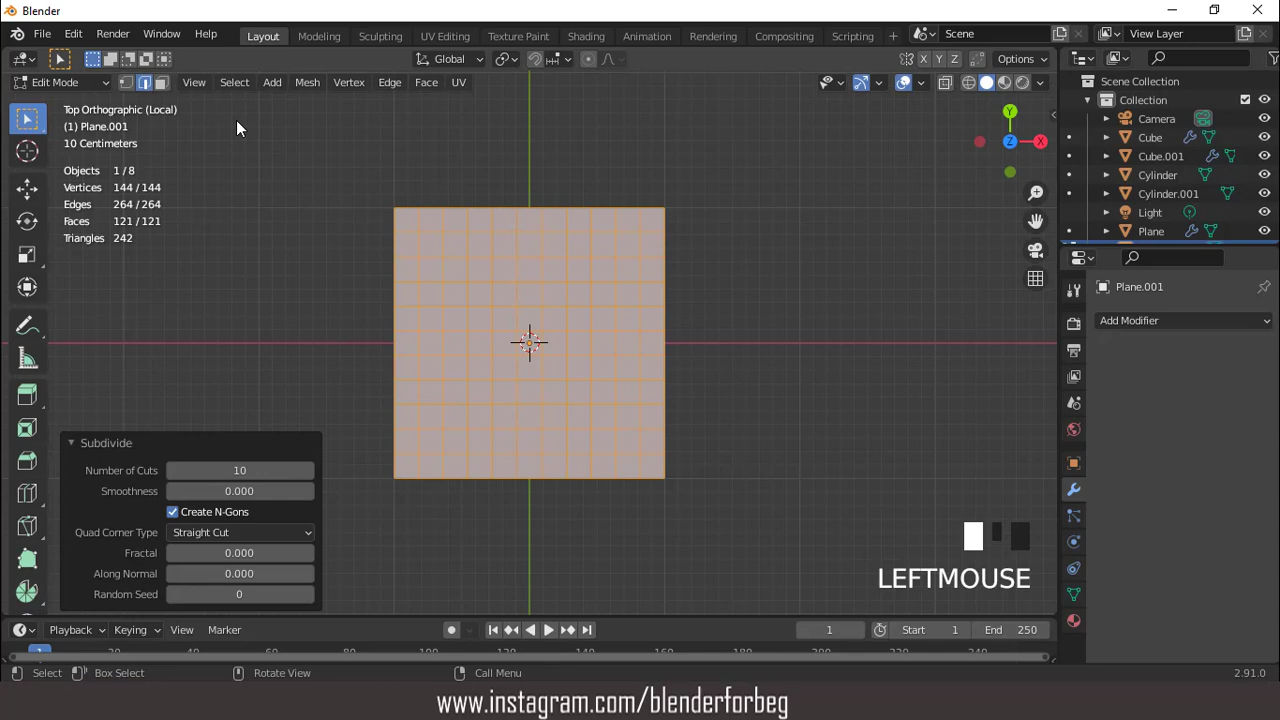 Blender
File Edit Render Window Help Layout Modeling Sculpting UV Editing Texture Paint Shading Animation Rendering Compositing Scripting Scene View Layer
Global X Y Z Options
Edit Mode View Select Add Mesh Vertex Edge Face UV
Top Orthographic (Local)
(1) Plane.001
10 Centimeters
Objects 1 / 8
Vertices 144 / 144
Edges 264 / 264
Faces 121 / 121
Triangles 242
Y
Z X
Scene Collection
Collection
Camera
Cube
Cube.001
Cylinder
Cylinder.001
Light
Plane
Plane.001
Add Modifier
Subdivide
Number of Cuts 10
Smoothness 0.000
Create N-Gons
Quad Corner Type Straight Cut
Fractal 0.000
Along Normal 0.000
Random Seed 0
LEFTMOUSE
Playback Keying View Marker 1 Start 1 End 250
Select Box Select Rotate View Call Menu 2.91.0
www.instagram.com/blenderforbeg